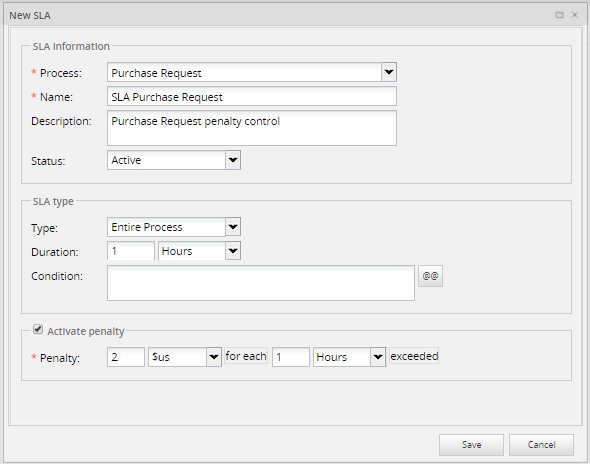 New SLA
SLA Information
* Process: Purchase Request
* Name: SLA Purchase Request
Description: Purchase Request penalty control
Status: Active
SLA type
Type: Entire Process
Duration: 1 Hours
Condition: @@
Activate penalty
* Penalty: 2 $us for each 1 Hours exceeded
Save Cancel